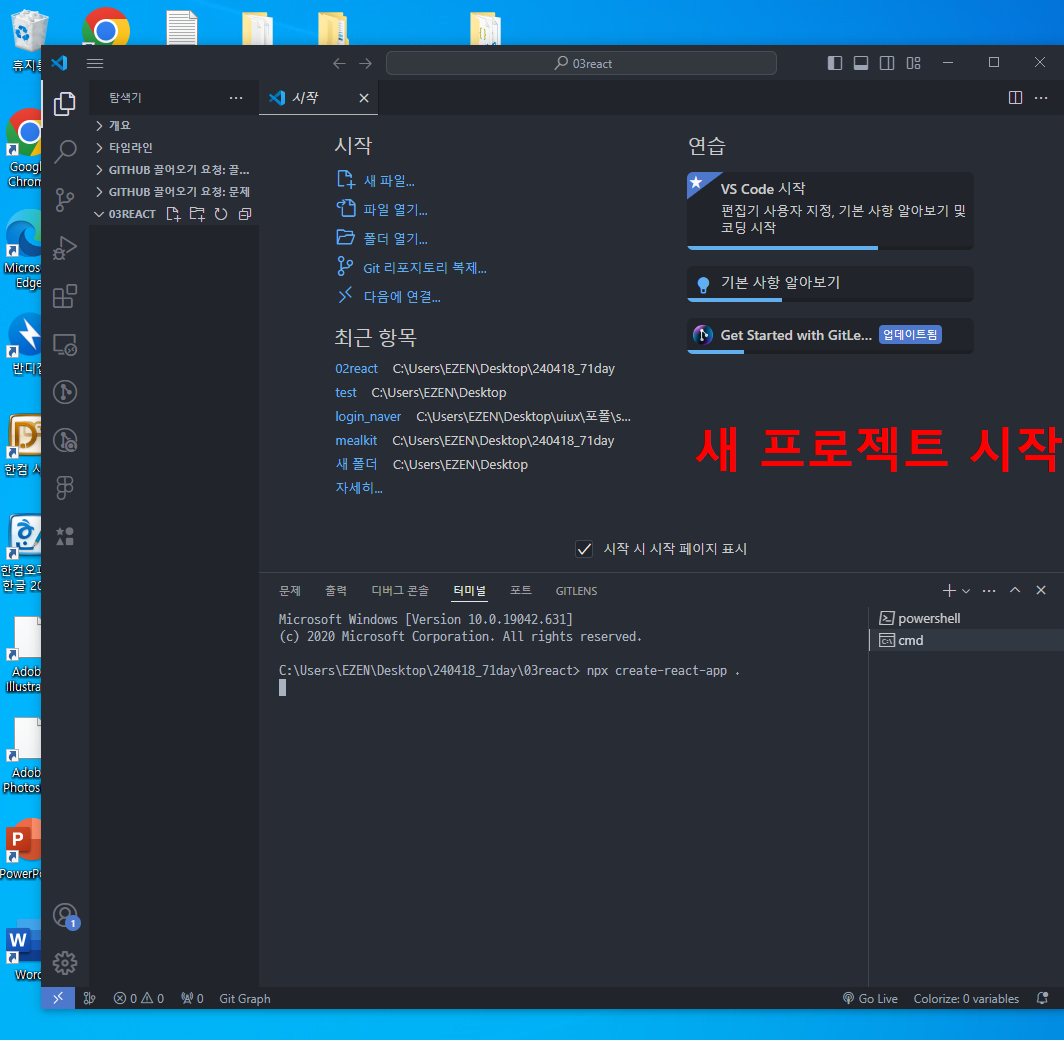 휴지통
03react
탐색기
시작
개요
타임라인
GITHUB 끌어오기 요청: 끌...
GITHUB 끌어오기 요청: 문제
03REACT
시작
새 파일...
파일 열기...
폴더 열기...
Git 리포지토리 복제...
다음에 연결...
최근 항목
02react C:\Users\EZEN\Desktop\240418_71day
test C:\Users\EZEN\Desktop
login_naver C:\Users\EZEN\Desktop\uiux\포폴\s...
mealkit C:\Users\EZEN\Desktop\240418_71day
새 폴더 C:\Users\EZEN\Desktop
자세히...
연습
VS Code 시작
편집기 사용자 지정, 기본 사항 알아보기 및
코딩 시작
기본 사항 알아보기
Get Started with GitLe... 업데이트됨
새 프로젝트 시작
시작 시 시작 페이지 표시
문제 출력 디버그 콘솔 터미널 포트 GITLENS
Microsoft Windows [Version 10.0.19042.631]
(c) 2020 Microsoft Corporation. All rights reserved.
C:\Users\EZEN\Desktop\240418_71day\03react> npx create-react-app .
powershell
cmd
Google
Chrom
Micros
Edge
반디집
한컴 사
한컴오피
한글 20
Adob
Illustra
Adob
Photos
PowerPo
Word
1
0 0 0 Git Graph
Go Live Colorize: 0 variables